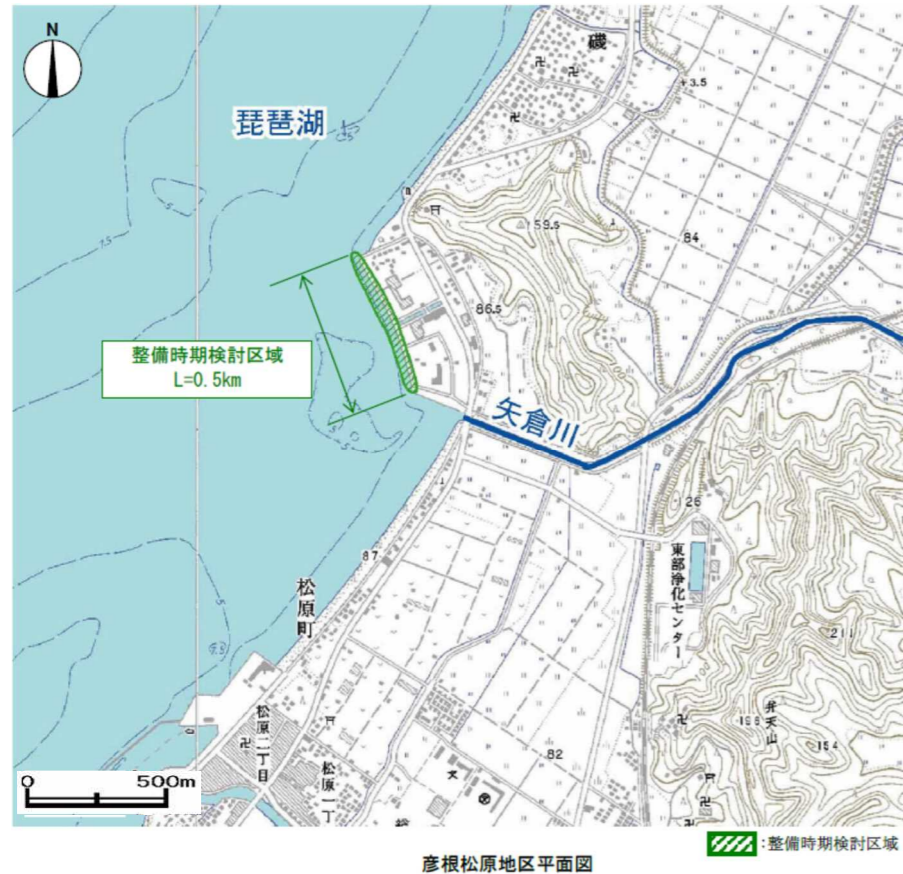 N
磯
3.5
琵琶湖
159.5
84
86.5
整備時期検討区域
L=0.5km
矢倉川
26
87
東部浄化センター
松原町
211
弁天山
196
154
松原二丁目
82
松原一丁
0 500m
:整備時期検討区域
彦根松原地区平面図